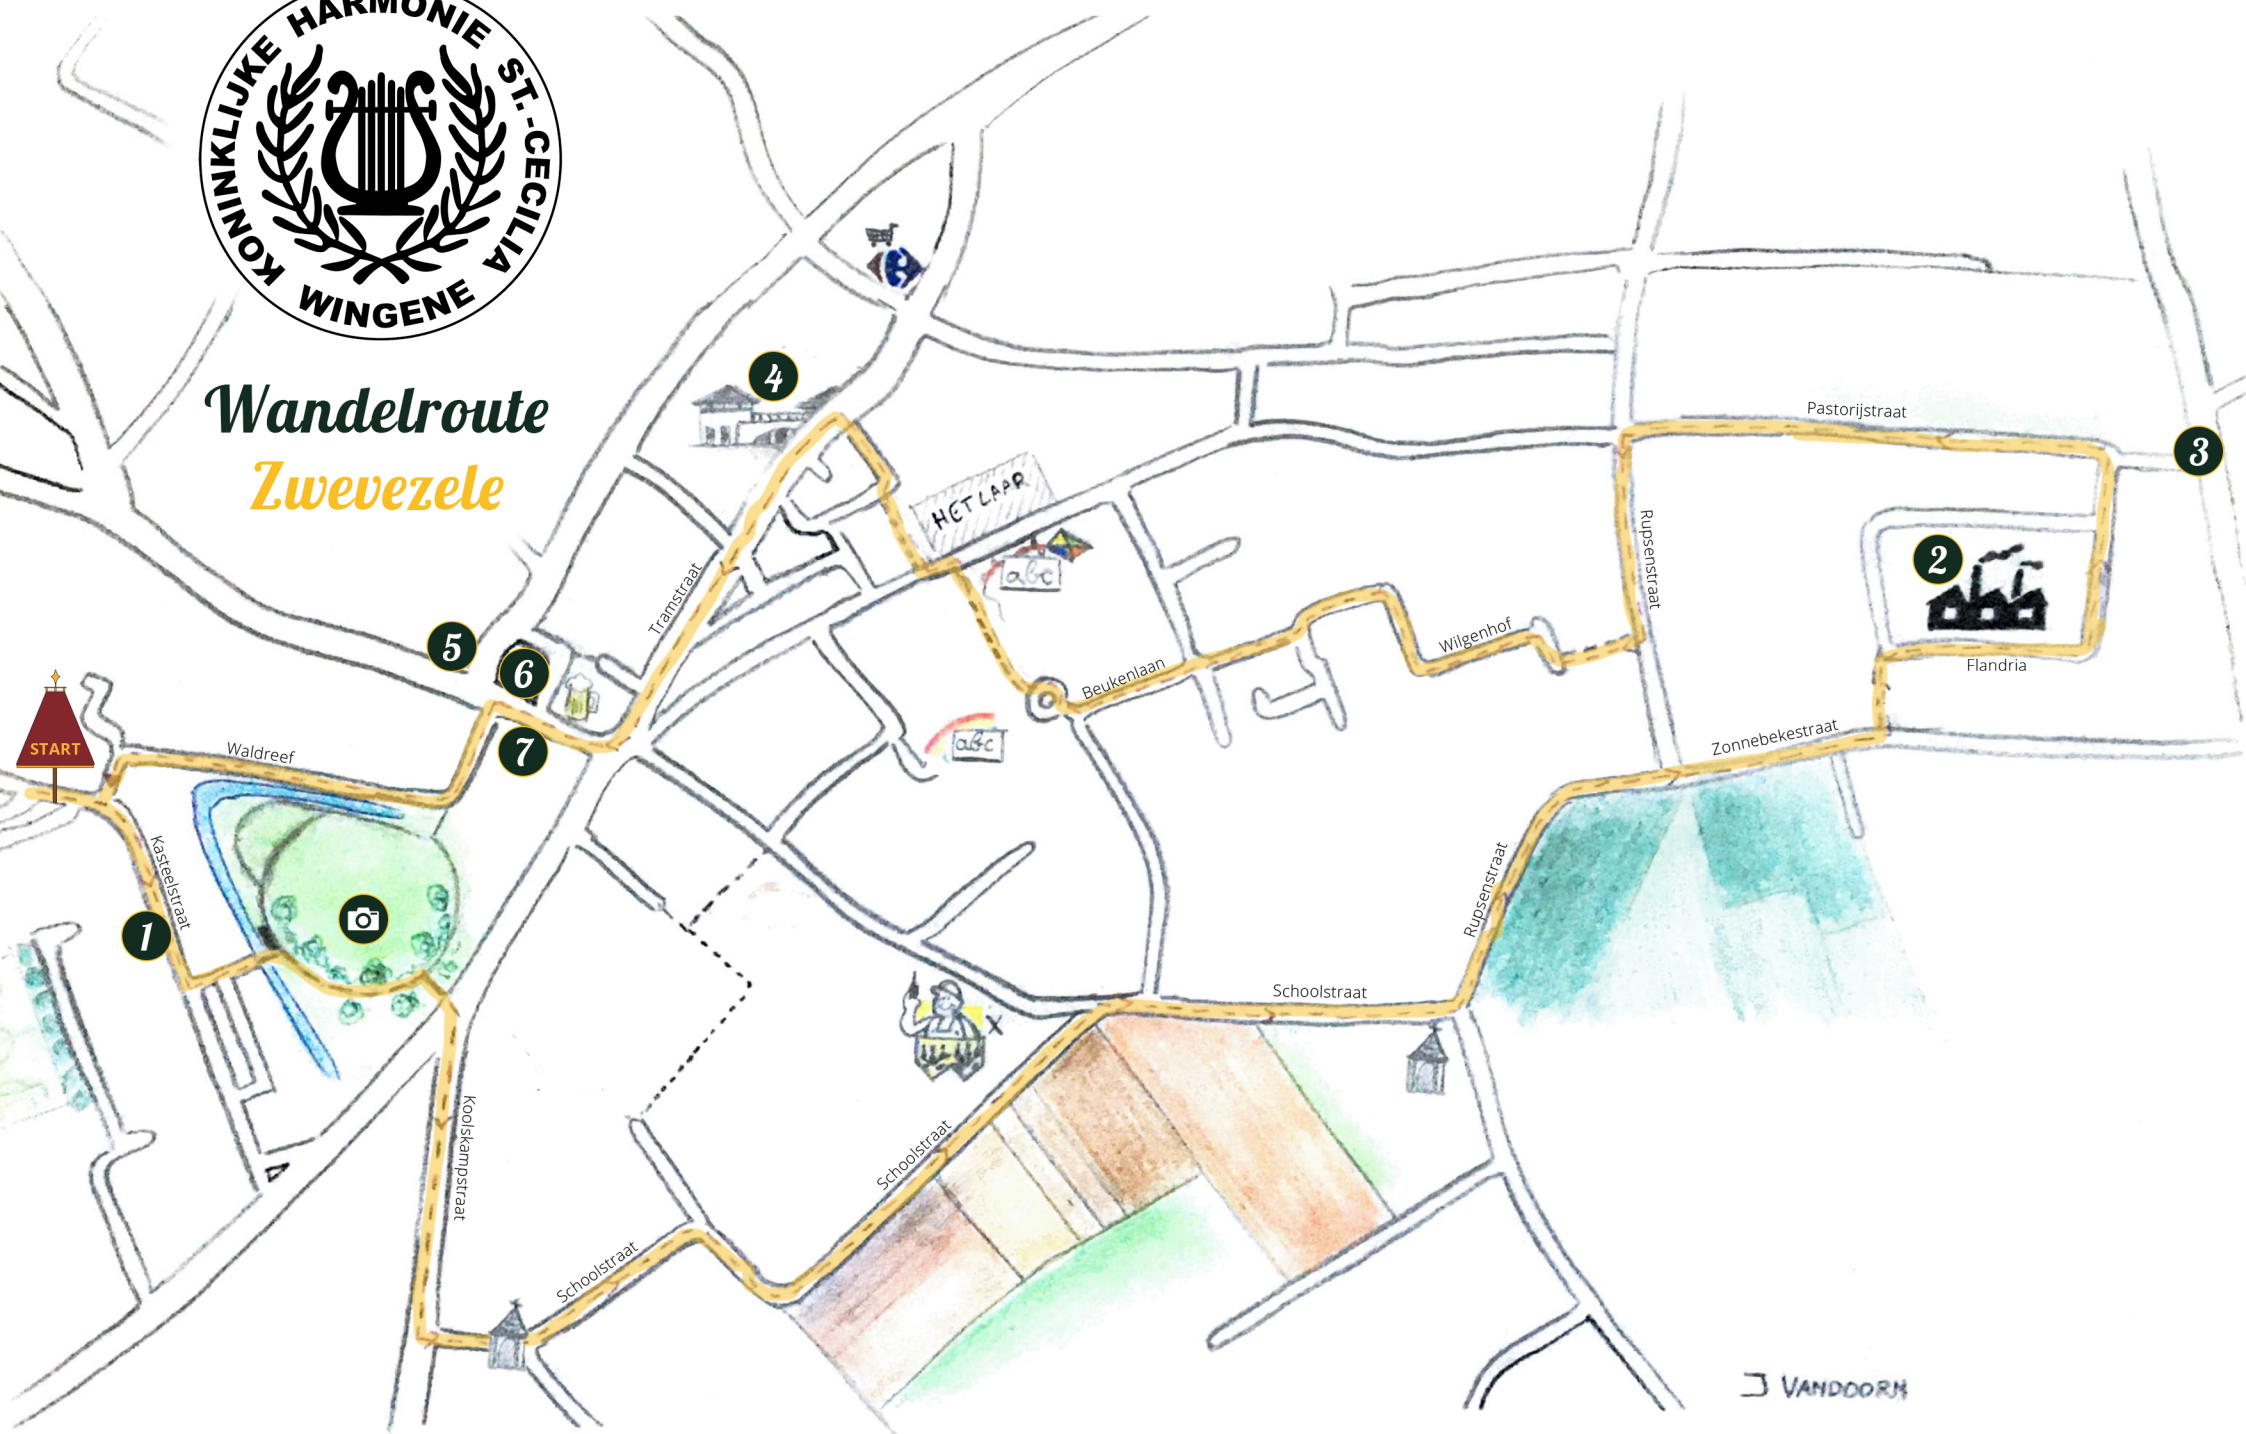 KONINKLIJKE HARMONIE ST.-CECILIA
WINGENE
Wandelroute
Zwevezele
4
Pastorijstraat
3
HET LAAR
abc
Rupsenstraat
2
Tramstraat
5
6
Wilgenhof
Beukenlaan
Flandria
START
Waldreef
7
abc
Zonnebekestraat
Kasteelstraat
1
Rupsenstraat
Schoolstraat
X
Koolskampstraat
Schoolstraat
Schoolstraat
J VANDOORN